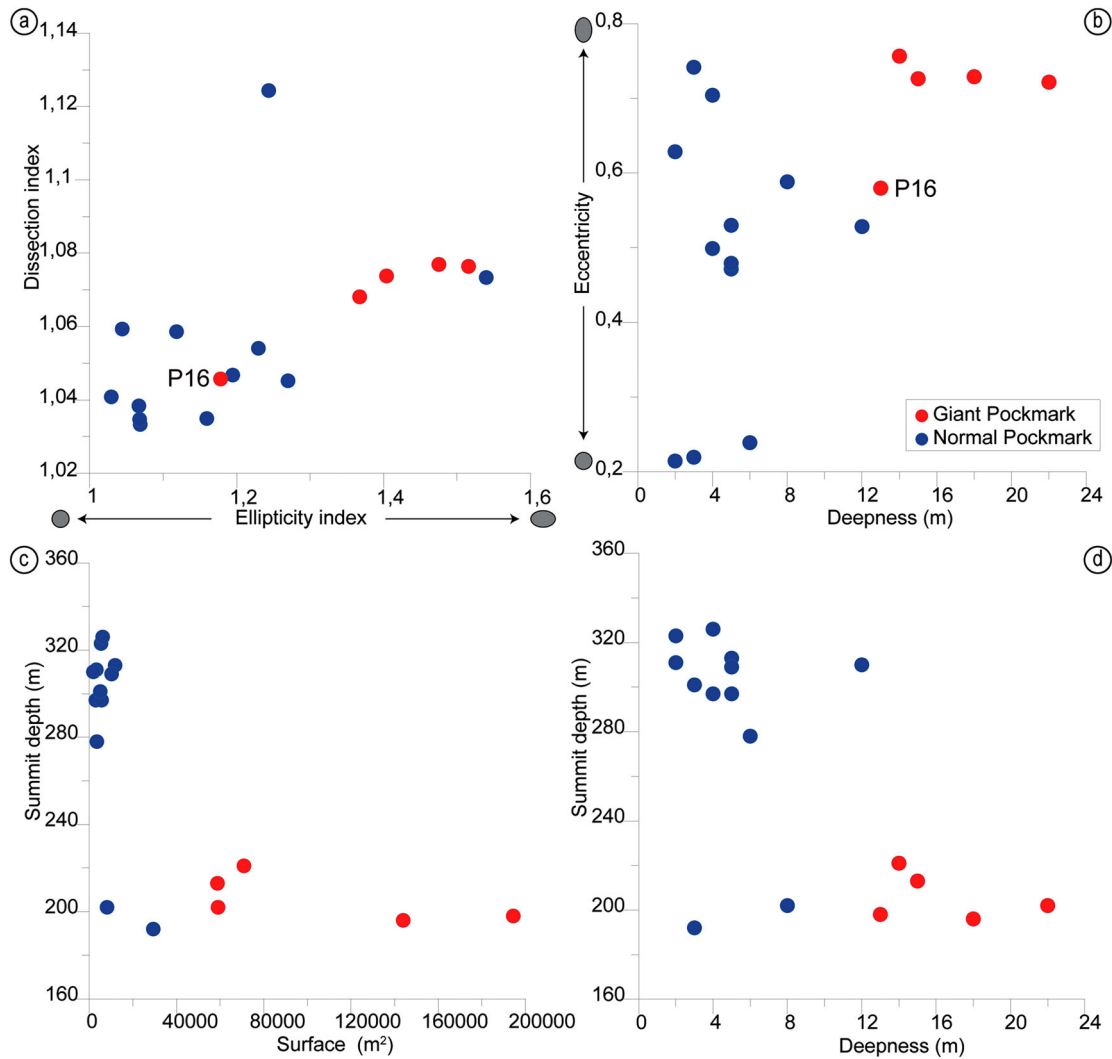 a
1,14
1,12
1,1
1,08
1,06
1,04
1,02
Dissection index
P16
1
1,2
1,4
1,6
Ellipticity index
b
0,8
0,6
0,4
0,2
Eccentricity
P16
Giant Pockmark
Normal Pockmark
0
4
8
12
16
20
24
Deepness (m)
c
360
320
280
240
200
160
Summit depth (m)
0
40000
80000
120000
160000
200000
Surface (m²)
d
360
320
280
240
200
160
Summit depth (m)
0
4
8
12
16
20
24
Deepness (m)